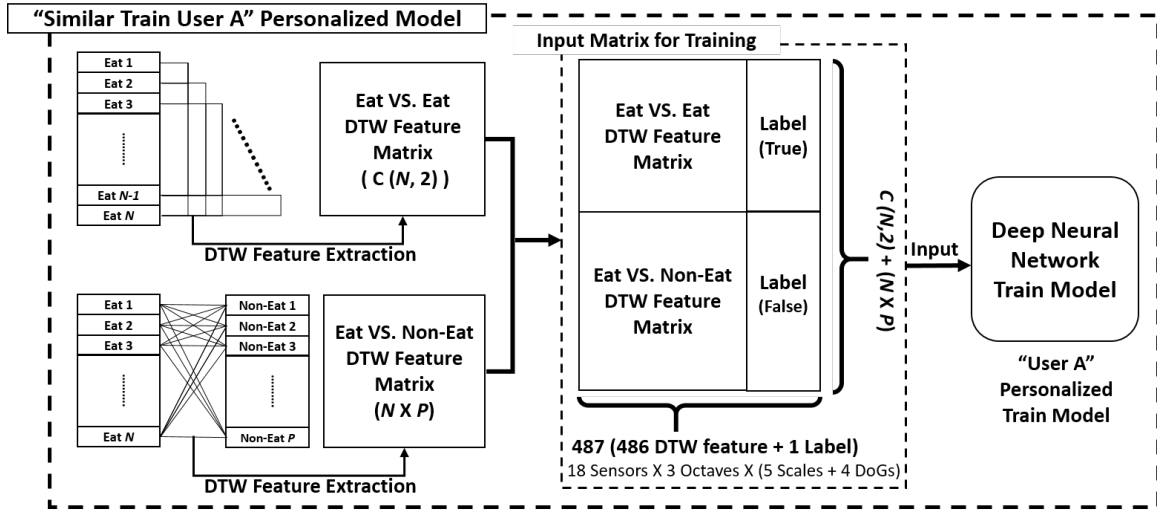 “Similar Train User A” Personalized Model
Eat 1
Eat 2
Eat 3
Eat N-1
Eat N
DTW Feature Extraction
Eat VS. Eat
DTW Feature
Matrix
( C (N, 2) )
Eat 1
Eat 2
Eat 3
Eat N
Non-Eat 1
Non-Eat 2
Non-Eat 3
Non-Eat P
DTW Feature Extraction
Eat VS. Non-Eat
DTW Feature
Matrix
(N X P)
Input Matrix for Training
Eat VS. Eat
DTW Feature
Matrix
Label
(True)
Eat VS. Non-Eat
DTW Feature
Matrix
Label
(False)
C (N,2) + (N X P)
487 (486 DTW feature + 1 Label)
18 Sensors X 3 Octaves X (5 Scales + 4 DoGs)
Input
Deep Neural
Network
Train Model
“User A”
Personalized
Train Model